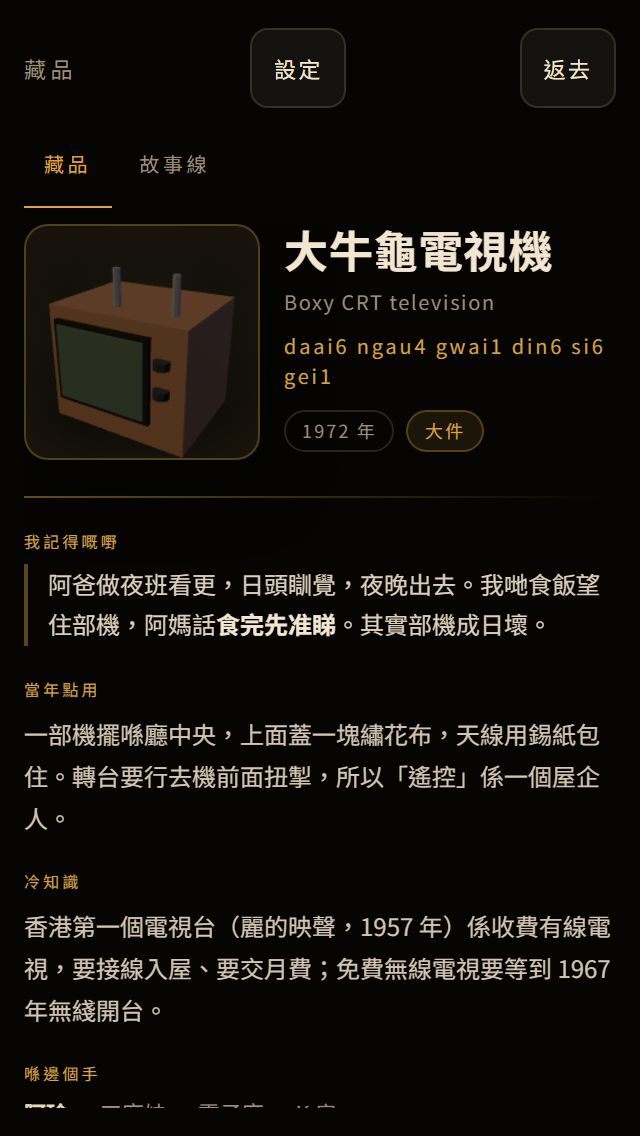 藏品
設定
返去
藏品
故事線
大牛龜電視機
Boxy CRT television
daai6 ngau4 gwai1 din6 si6
gei1
1972 年
大件
我記得嘅嘢
阿爸做夜班看更，日頭瞓覺，夜晚出去。我哋食飯望
住部機，阿媽話食完先准睇。其實部機成日壞。
當年點用
一部機擺喺廳中央，上面蓋一塊繡花布，天線用錫紙包
住。轉台要行去機前面扭掣，所以「遙控」係一個屋企
人。
冷知識
香港第一個電視台（麗的映聲，1957 年）係收費有線電
視，要接線入屋、要交月費；免費無線電視要等到 1967
年無綫開台。
喺邊個手